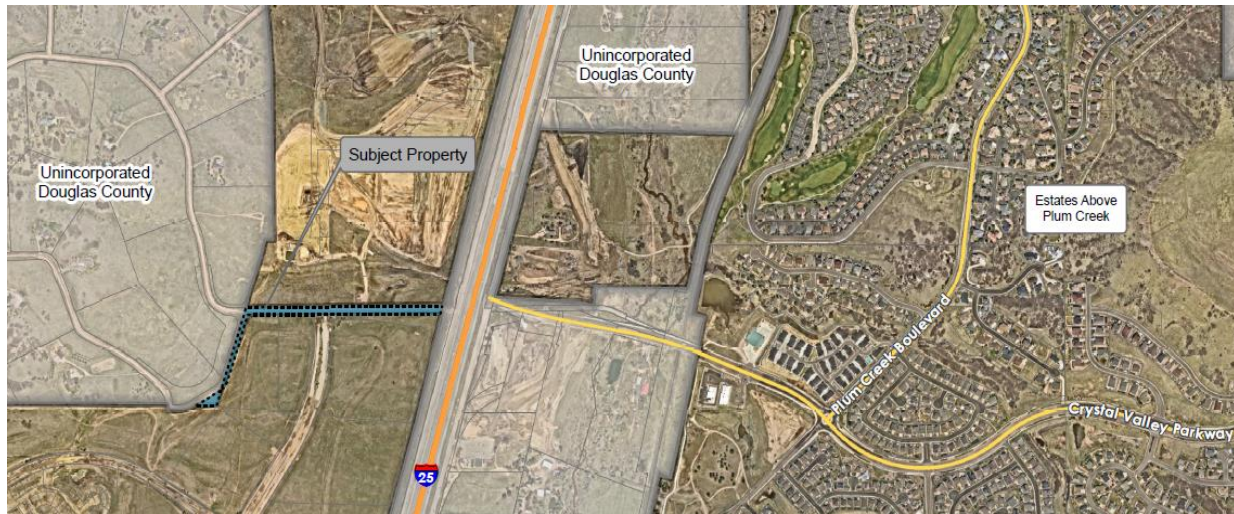 Unincorporated
Douglas County
Subject Property
Unincorporated
Douglas County
Estates Above
Plum Creek
Plum Creek Boulevard
Crystal Valley Parkway
25